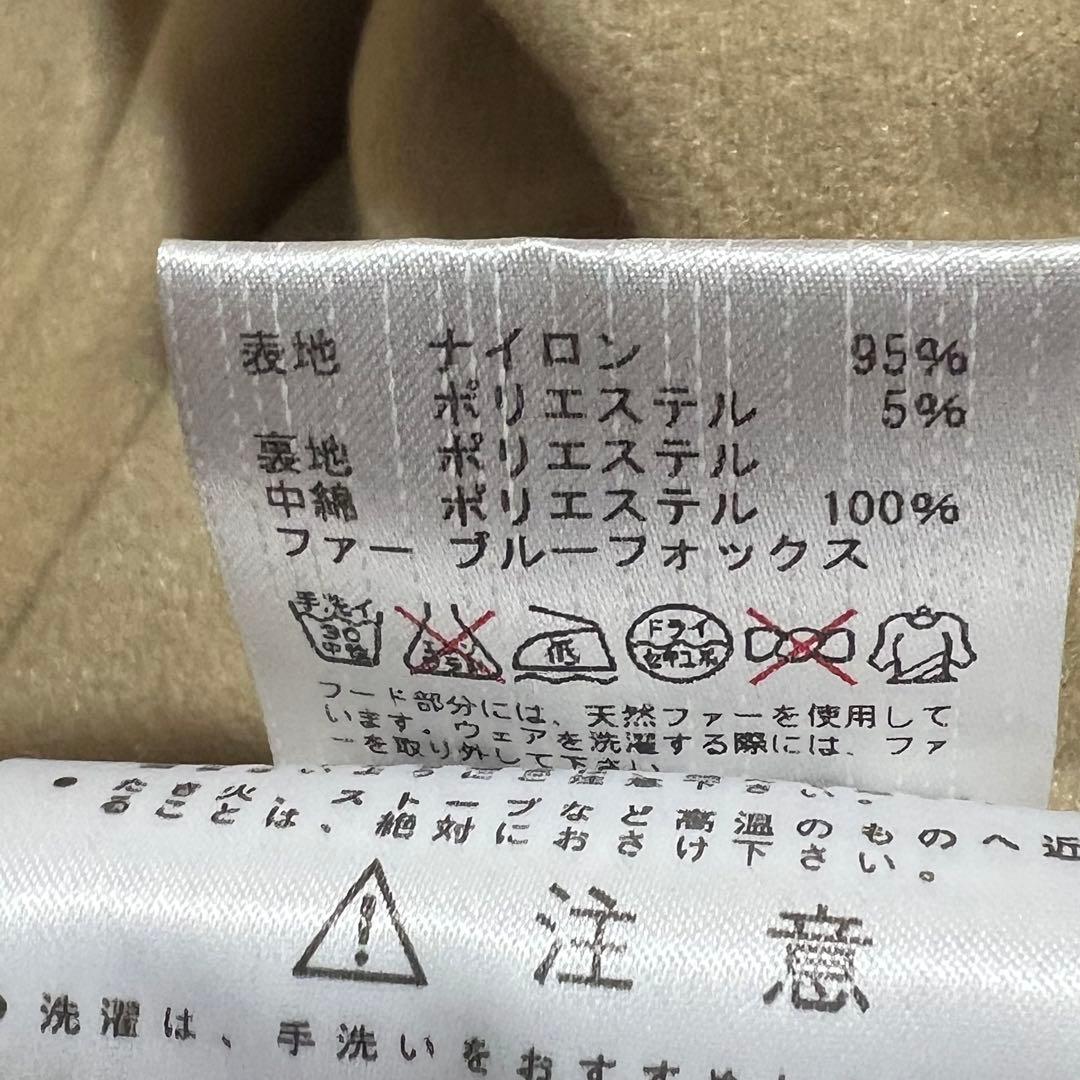 表地 ナイロン 95%
ポリエステル 5%
裏地 ポリエステル
中綿 ポリエステル 100%
ファー ブルーフォックス
手洗イ 30 中性
低
ドライ セキユ系
フード部分には、天然ファーを使用して
います。ウェアを洗濯する際には、ファ
ーを取り外して下さい
たき火、ストーブなど高温のものへ近
ることは、絶対におさけ下さい。
注意
洗濯は、手洗いをおすすめ